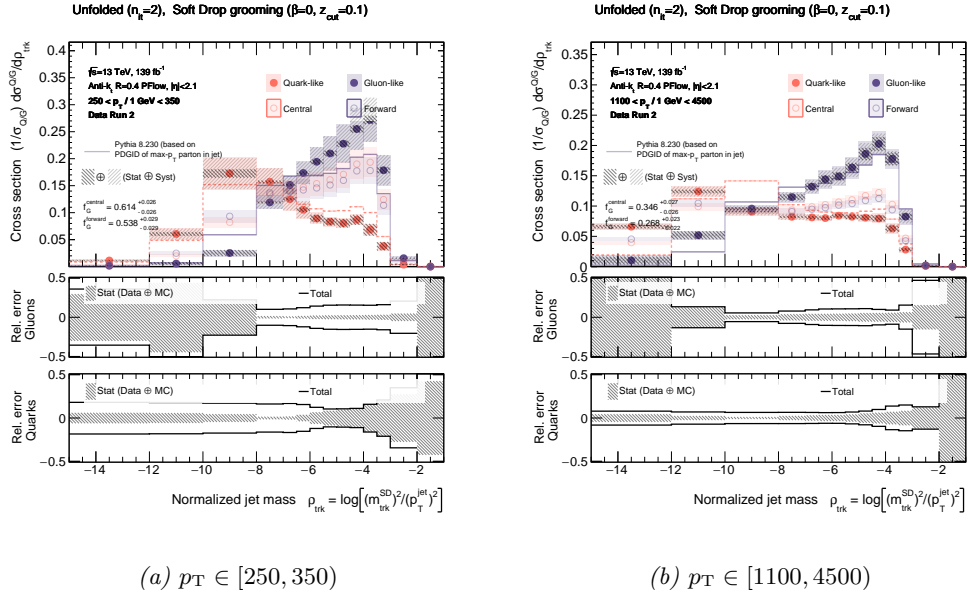 Unfolded (n_it=2), Soft Drop grooming (β=0, z_cut=0.1)
Cross section (1/σ_Q/G) dσ^Q/G/dρ_trk
0.4
0.35
0.3
0.25
0.2
0.15
0.1
0.05
0
√s=13 TeV, 139 fb^-1
Anti-k_t R=0.4 PFlow, |η|<2.1
250 < p_T / 1 GeV < 350
Data Run 2
Quark-like
Gluon-like
Central
Forward
Pythia 8.230 (based on
PDGID of max-p_T parton in jet)
⊕ (Stat ⊕ Syst)
f_G^central = 0.614 +0.026 -0.026
f_G^forward = 0.538 +0.029 -0.029
Rel. error
Gluons
0.5
0
−0.5
Stat (Data ⊕ MC)
Total
Rel. error
Quarks
0.5
0
−0.5
Stat (Data ⊕ MC)
Total
−14 −12 −10 −8 −6 −4 −2
Normalized jet mass ρ_trk = log[(m_trk^SD)^2/(p_T^jet)^2]
(a) p_T ∈ [250, 350)
Unfolded (n_it=2), Soft Drop grooming (β=0, z_cut=0.1)
Cross section (1/σ_Q/G) dσ^Q/G/dρ_trk
0.35
0.3
0.25
0.2
0.15
0.1
0.05
0
√s=13 TeV, 139 fb^-1
Anti-k_t R=0.4 PFlow, |η|<2.1
1100 < p_T / 1 GeV < 4500
Data Run 2
Quark-like
Gluon-like
Central
Forward
Pythia 8.230 (based on
PDGID of max-p_T parton in jet)
⊕ (Stat ⊕ Syst)
f_G^central = 0.346 +0.027 -0.026
f_G^forward = 0.268 +0.023 -0.022
Rel. error
Gluons
0.5
0
−0.5
Stat (Data ⊕ MC)
Total
Rel. error
Quarks
0.5
0
−0.5
Stat (Data ⊕ MC)
Total
−14 −12 −10 −8 −6 −4 −2
Normalized jet mass ρ_trk = log[(m_trk^SD)^2/(p_T^jet)^2]
(b) p_T ∈ [1100, 4500)